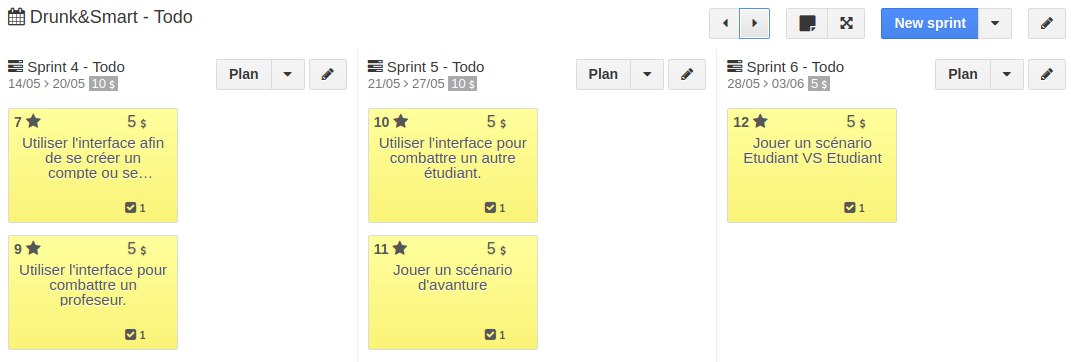 Drunk&Smart - Todo
New sprint
Sprint 4 - Todo
14/05 > 20/05 10 $
Plan
7 5 $
Utiliser l'interface afin
de se créer un
compte ou se…
1
9 5 $
Utiliser l'interface pour
combattre un
profeseur.
1
Sprint 5 - Todo
21/05 > 27/05 10 $
Plan
10 5 $
Utiliser l'interface pour
combattre un autre
étudiant.
1
11 5 $
Jouer un scénario
d'avanture
1
Sprint 6 - Todo
28/05 > 03/06 5 $
Plan
12 5 $
Jouer un scénario
Etudiant VS Etudiant
1